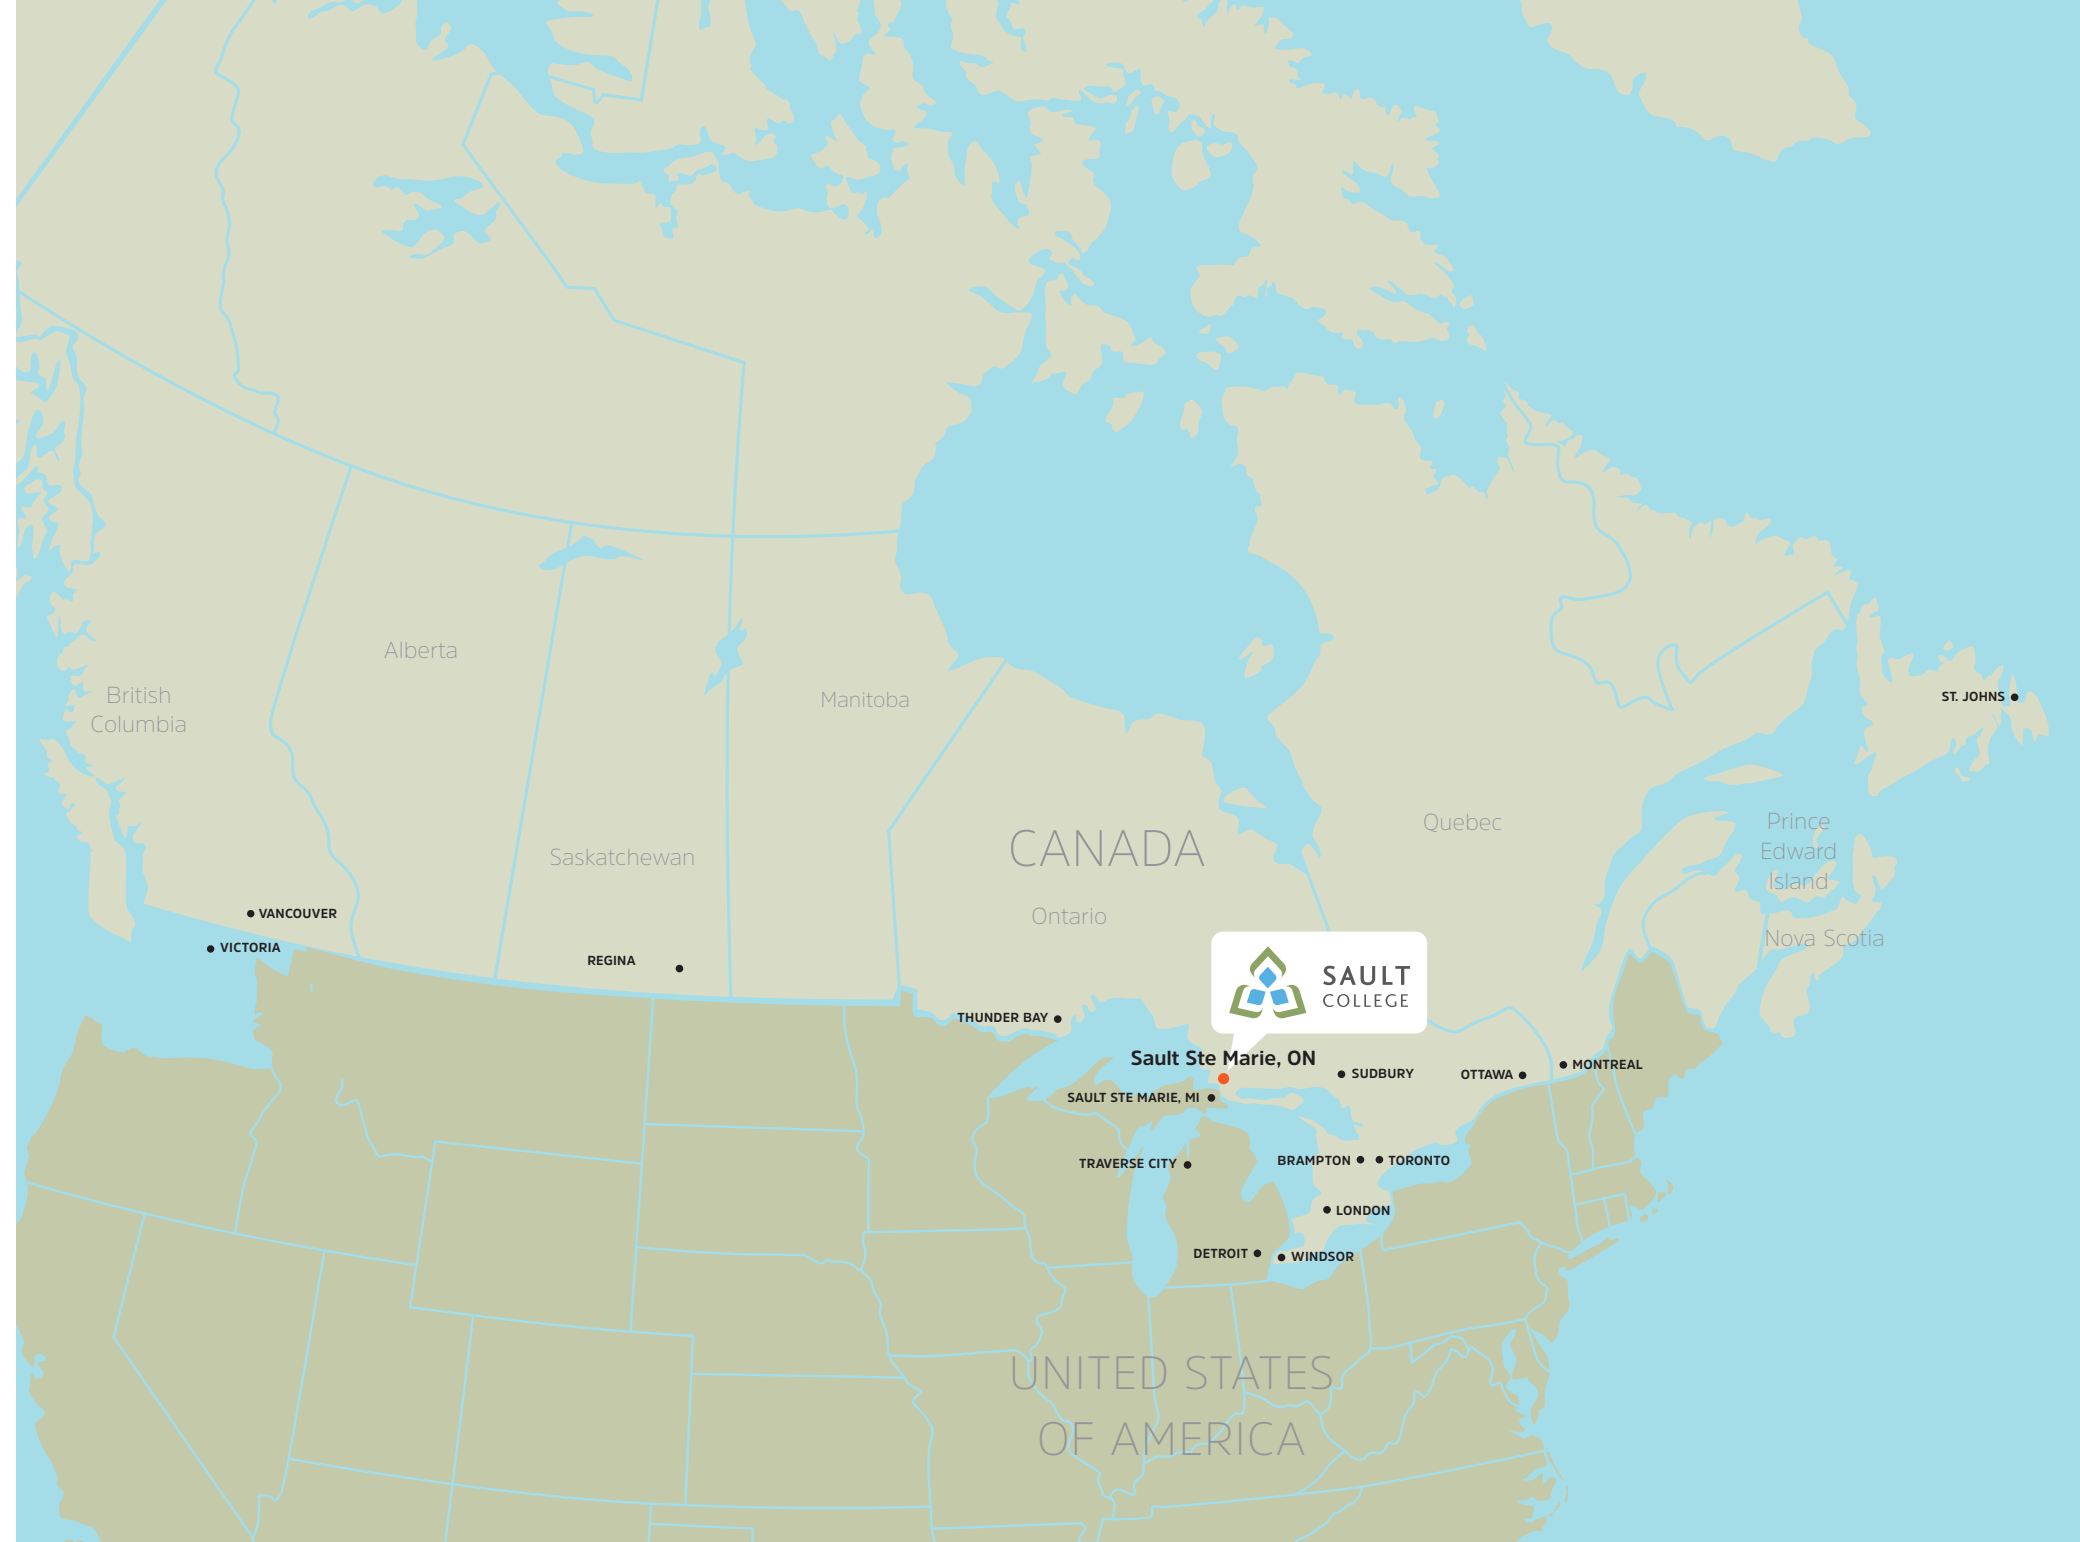 Alberta
British
Columbia
Manitoba
ST. JOHNS
Saskatchewan
CANADA
Quebec
Prince
Edward
Island
Ontario
VANCOUVER
VICTORIA
REGINA
Nova Scotia
SAULT
COLLEGE
THUNDER BAY
Sault Ste Marie, ON
SUDBURY
OTTAWA
MONTREAL
SAULT STE MARIE, MI
TRAVERSE CITY
BRAMPTON
TORONTO
LONDON
DETROIT
WINDSOR
UNITED STATES
OF AMERICA